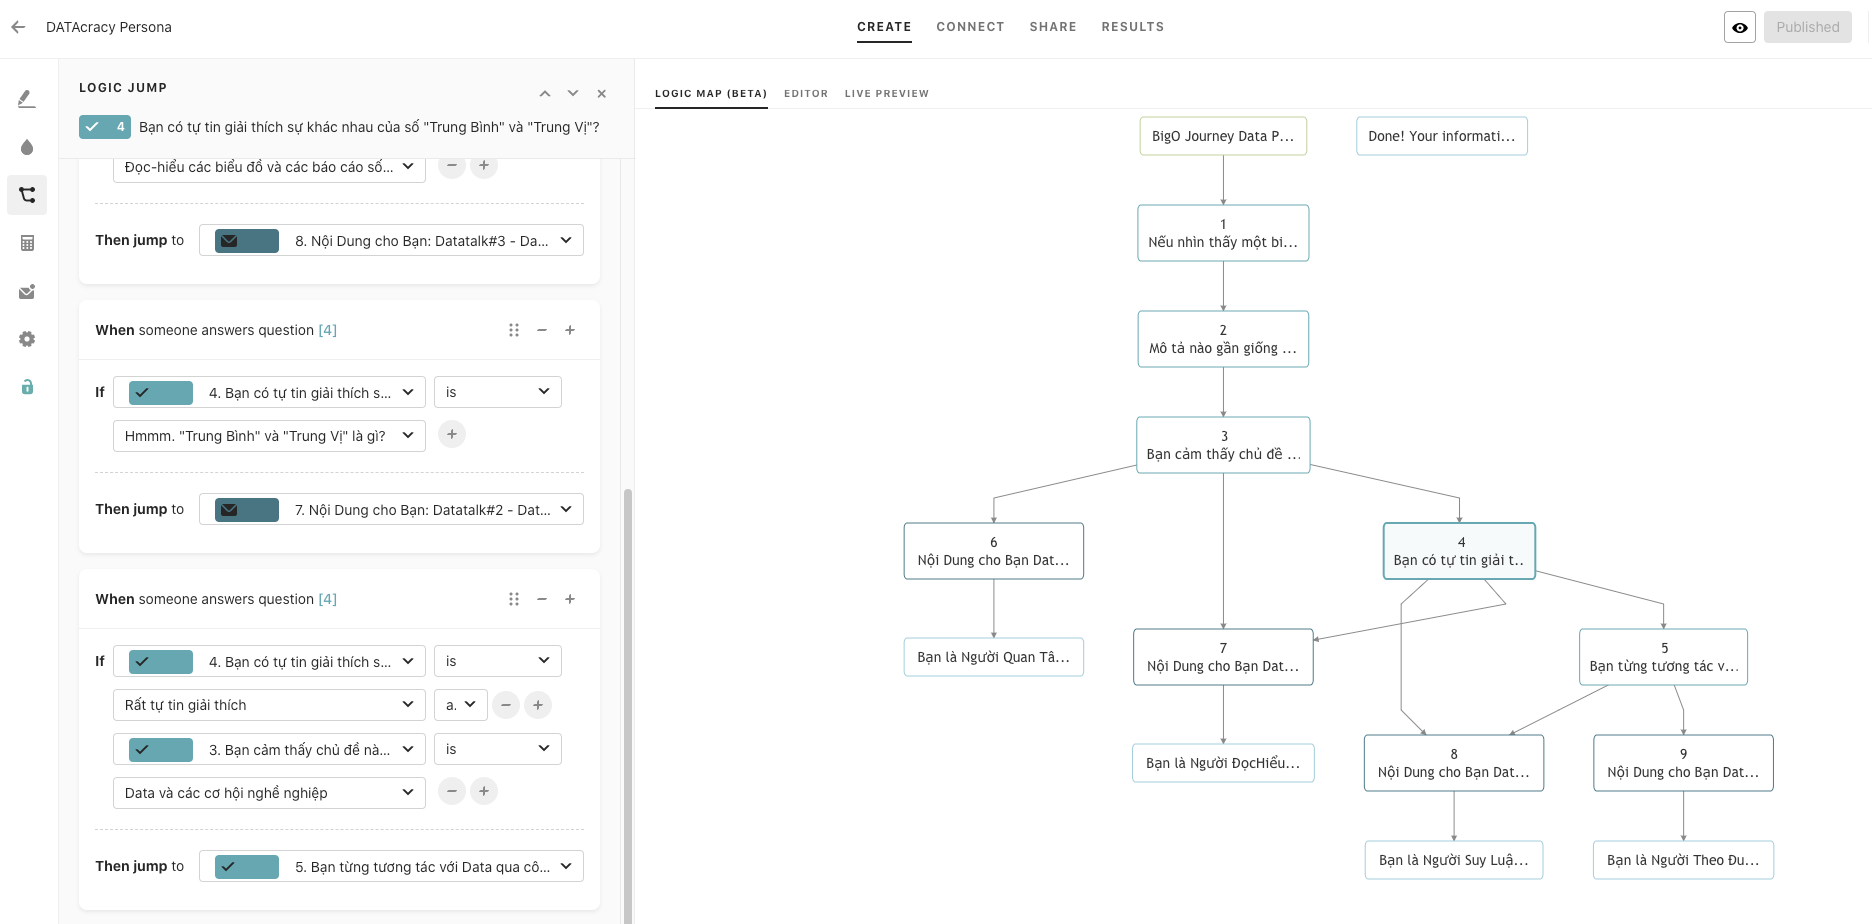 DATAcracy Persona
CREATE
CONNECT
SHARE
RESULTS
Published
LOGIC JUMP
4 Bạn có tự tin giải thích sự khác nhau của số "Trung Bình" và "Trung Vị"?
Đọc-hiểu các biểu đồ và các báo cáo số...
Then jump to 8. Nội Dung cho Bạn: Datatalk#3 - Da...
When someone answers question [4]
If 4. Bạn có tự tin giải thích s... is
Hmmm. "Trung Bình" và "Trung Vị" là gì?
Then jump to 7. Nội Dung cho Bạn: Datatalk#2 - Dat...
When someone answers question [4]
If 4. Bạn có tự tin giải thích s... is
Rất tự tin giải thích a.
3. Bạn cảm thấy chủ đề nà... is
Data và các cơ hội nghề nghiệp
Then jump to 5. Bạn từng tương tác với Data qua cô...
LOGIC MAP (BETA)
EDITOR
LIVE PREVIEW
BigO Journey Data P...
Done! Your informati...
1
Nếu nhìn thấy một bi...
2
Mô tả nào gần giống ...
3
Bạn cảm thấy chủ đề ...
6
Nội Dung cho Bạn Dat...
4
Bạn có tự tin giải t..
Bạn là Người Quan Tâ...
7
Nội Dung cho Bạn Dat...
5
Bạn từng tương tác v...
Bạn là Người ĐọcHiểu...
8
Nội Dung cho Bạn Dat...
9
Nội Dung cho Bạn Dat...
Bạn là Người Suy Luậ...
Bạn là Người Theo Đu...